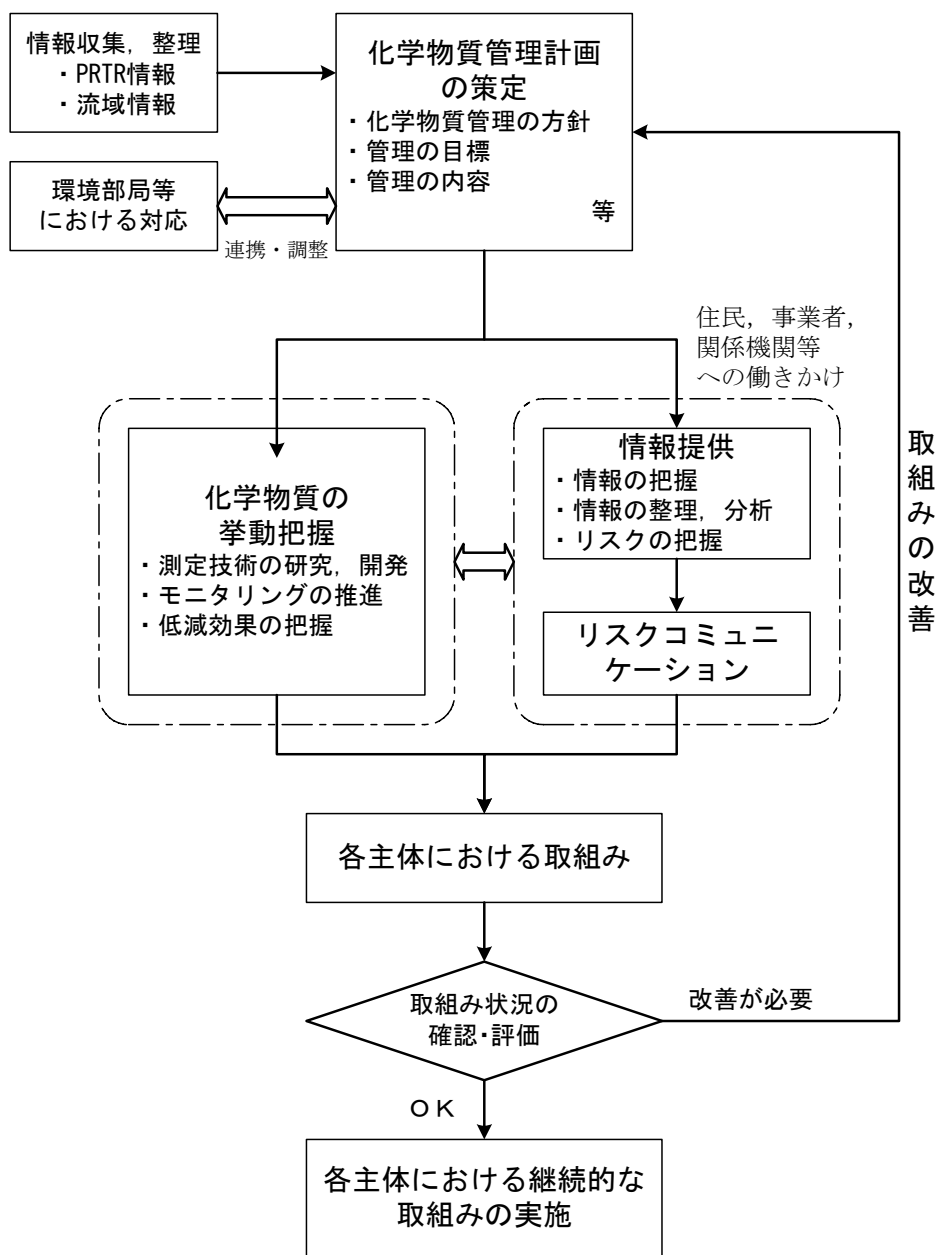 情報収集，整理
・PRTR情報
・流域情報
化学物質管理計画
の策定
・化学物質管理の方針
・管理の目標
・管理の内容
等
環境部局等
における対応
連携・調整
住民，事業者，
関係機関等
への働きかけ
化学物質の
挙動把握
・測定技術の研究，開発
・モニタリングの推進
・低減効果の把握
情報提供
・情報の把握
・情報の整理，分析
・リスクの把握
リスクコミュニ
ケーション
取組みの改善
各主体における取組み
取組み状況の
確認・評価
改善が必要
ＯＫ
各主体における継続的な
取組みの実施